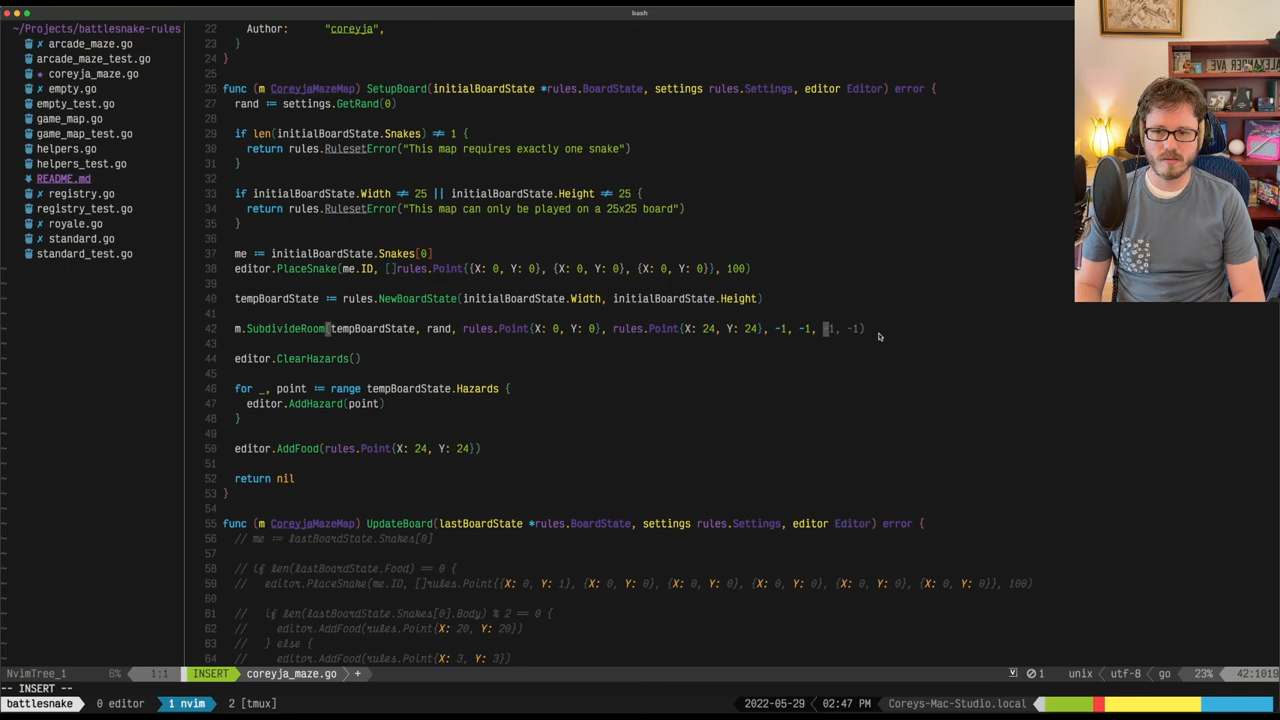 bash
~/Projects/battlesnake-rules
✗ arcade_maze.go
arcade_maze_test.go
★ coreyja_maze.go
✗ empty.go
empty_test.go
game_map.go
game_map_test.go
helpers.go
helpers_test.go
README.md
✗ registry.go
registry_test.go
✗ royale.go
✗ standard.go
standard_test.go
22 Author: "coreyja",
23 }
24 }
25
26 func (m CoreyjaMazeMap) SetupBoard(initialBoardState *rules.BoardState, settings rules.Settings, editor Editor) error {
27 rand := settings.GetRand(0)
28
29 if len(initialBoardState.Snakes) ≠ 1 {
30 return rules.RulesetError("This map requires exactly one snake")
31 }
32
33 if initialBoardState.Width ≠ 25 || initialBoardState.Height ≠ 25 {
34 return rules.RulesetError("This map can only be played on a 25x25 board")
35 }
36
37 me := initialBoardState.Snakes[0]
38 editor.PlaceSnake(me.ID, []rules.Point{{X: 0, Y: 0}, {X: 0, Y: 0}, {X: 0, Y: 0}}, 100)
39
40 tempBoardState := rules.NewBoardState(initialBoardState.Width, initialBoardState.Height)
41
42 m.SubdivideRoom(tempBoardState, rand, rules.Point{X: 0, Y: 0}, rules.Point{X: 24, Y: 24}, -1, -1, -1, -1)
43
44 editor.ClearHazards()
45
46 for _, point := range tempBoardState.Hazards {
47 editor.AddHazard(point)
48 }
49
50 editor.AddFood(rules.Point{X: 24, Y: 24})
51
52 return nil
53 }
54
55 func (m CoreyjaMazeMap) UpdateBoard(lastBoardState *rules.BoardState, settings rules.Settings, editor Editor) error {
56 // me := lastBoardState.Snakes[0]
57
58 // if len(lastBoardState.Food) == 0 {
59 // editor.PlaceSnake(me.ID, []rules.Point{{X: 0, Y: 1}, {X: 0, Y: 0}, {X: 0, Y: 0}, {X: 0, Y: 0}, {X: 0, Y: 0}, {X: 0, Y: 0}}, 100)
60
61 // if len(lastBoardState.Snakes[0].Body) % 2 == 0 {
62 // editor.AddFood(rules.Point{X: 20, Y: 20})
63 // } else {
64 // editor.AddFood(rules.Point{X: 3, Y: 3})
NvimTree_1 6% 1:1 INSERT coreyja_maze.go + 1 unix utf-8 go 23% 42:101
-- INSERT --
battlesnake 0 editor 1 nvim 2 [tmux] 2022-05-29 02:47 PM Coreys-Mac-Studio.local